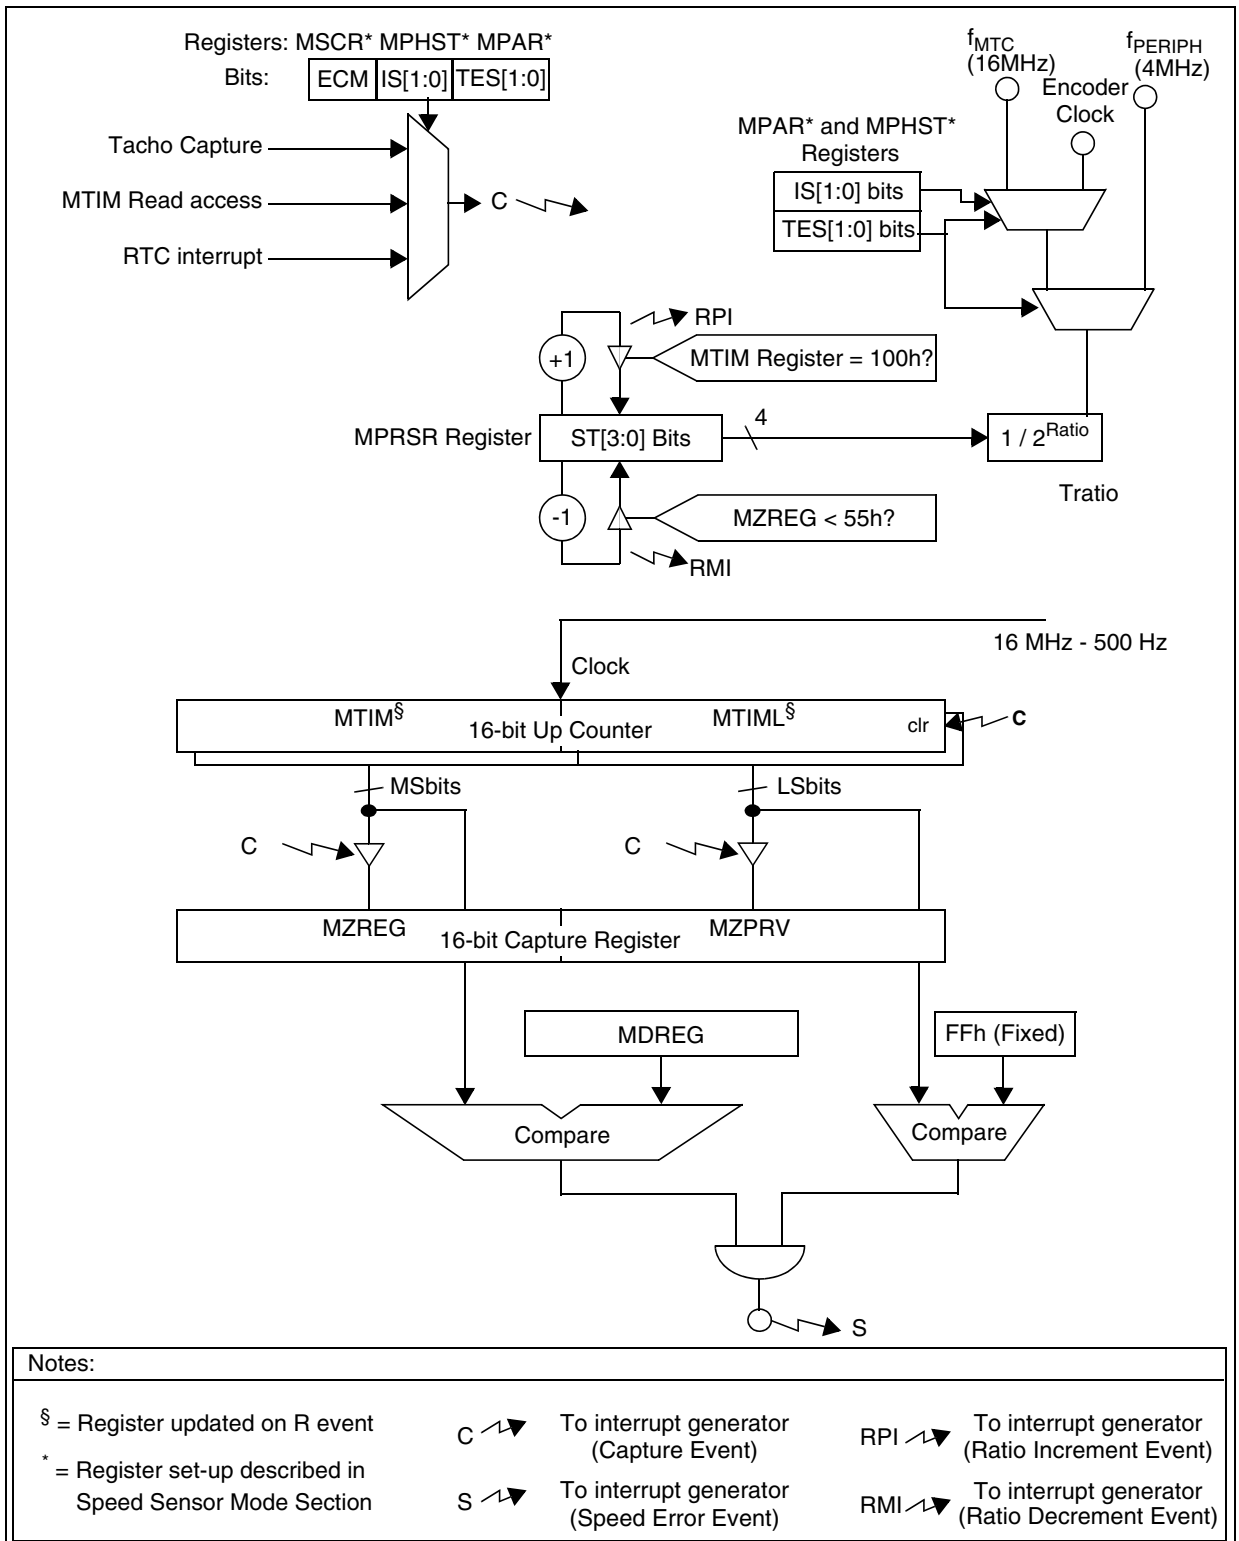 Registers: MSCR* MPHST* MPAR*
Bits: ECM IS[1:0] TES[1:0]
Tacho Capture
MTIM Read access
RTC interrupt
C
fMTC
(16MHz)
fPERIPH
(4MHz)
Encoder
Clock
MPAR* and MPHST*
Registers
IS[1:0] bits
TES[1:0] bits
RPI
+1
MTIM Register = 100h?
MPRSR Register
ST[3:0] Bits
4
1 / 2Ratio
Tratio
-1
MZREG < 55h?
RMI
16 MHz - 500 Hz
Clock
MTIM§
MTIML§
16-bit Up Counter
clr
C
MSbits
LSbits
C
C
MZREG
MZPRV
16-bit Capture Register
MDREG
FFh (Fixed)
Compare
Compare
S
Notes:
§ = Register updated on R event
* = Register set-up described in
Speed Sensor Mode Section
C To interrupt generator
(Capture Event)
S To interrupt generator
(Speed Error Event)
RPI To interrupt generator
(Ratio Increment Event)
RMI To interrupt generator
(Ratio Decrement Event)